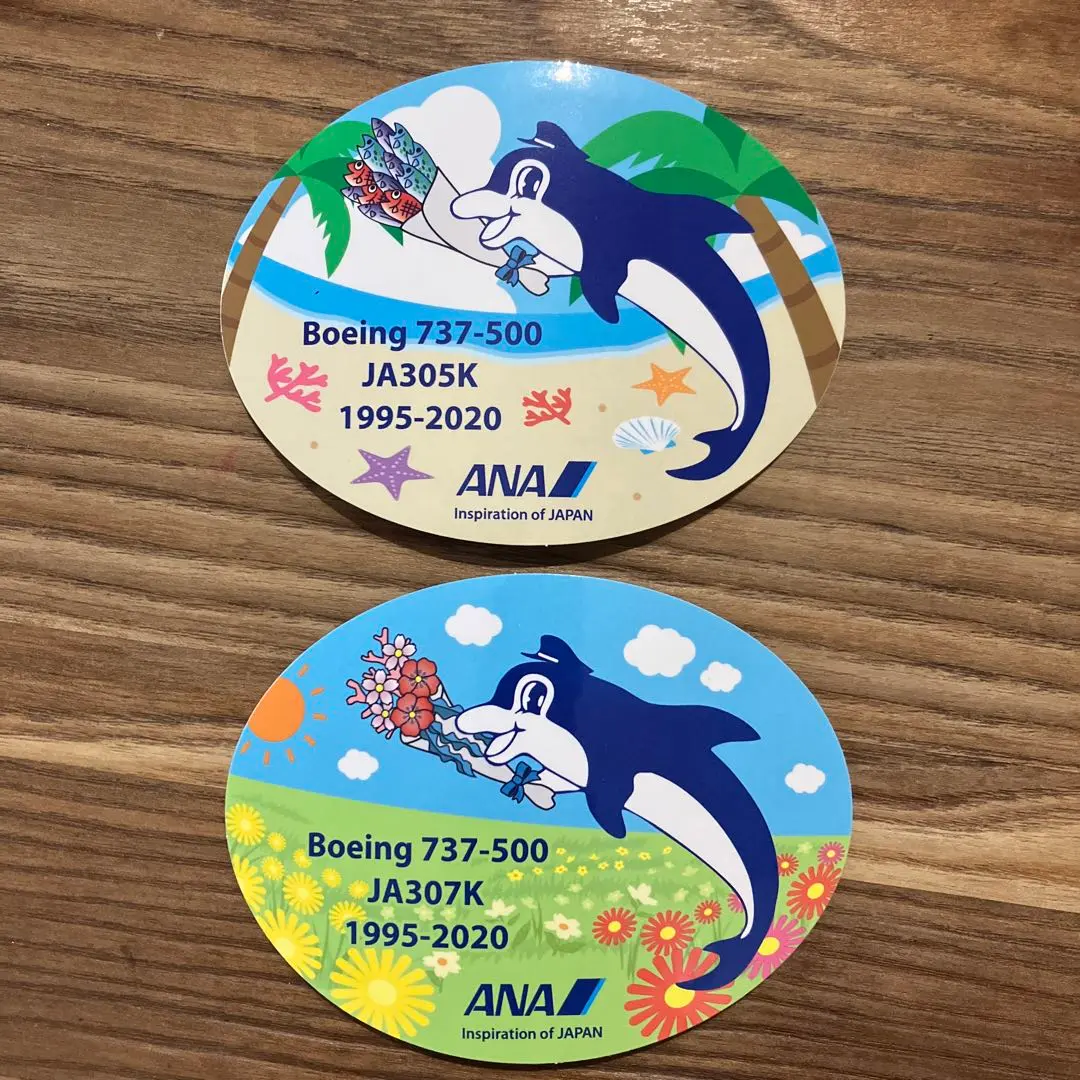 Boeing 737-500
JA305K
1995-2020
ANA
Inspiration of JAPAN
Boeing 737-500
JA307K
1995-2020
ANA
Inspiration of JAPAN